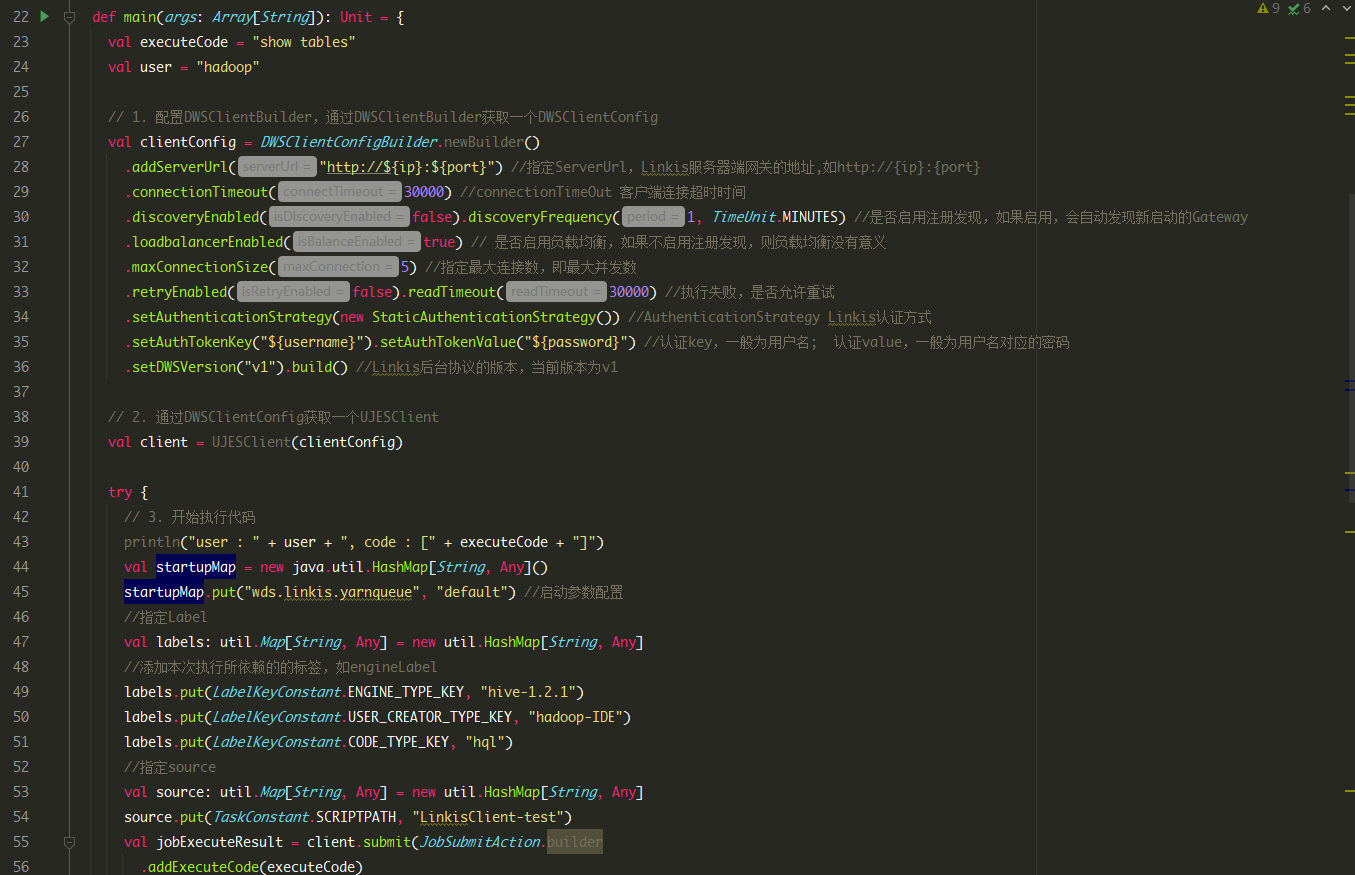 9 6
22 def main(args: Array[String]): Unit = {
23 val executeCode = "show tables"
24 val user = "hadoop"
25
26 // 1. 配置DWSClientBuilder，通过DWSClientBuilder获取一个DWSClientConfig
27 val clientConfig = DWSClientConfigBuilder.newBuilder()
28 .addServerUrl( serverUrl = "http://${ip}:${port}") //指定ServerUrl，Linkis服务器端网关的地址,如http://{ip}:{port}
29 .connectionTimeout( connectTimeout = 30000) //connectionTimeOut 客户端连接超时时间
30 .discoveryEnabled( isDiscoveryEnabled = false).discoveryFrequency( period = 1, TimeUnit.MINUTES) //是否启用注册发现，如果启用，会自动发现新启动的Gateway
31 .loadbalancerEnabled( isBalanceEnabled = true) // 是否启用负载均衡，如果不启用注册发现，则负载均衡没有意义
32 .maxConnectionSize( maxConnection = 5) //指定最大连接数，即最大并发数
33 .retryEnabled( isRetryEnabled = false).readTimeout( readTimeout = 30000) //执行失败，是否允许重试
34 .setAuthenticationStrategy(new StaticAuthenticationStrategy()) //AuthenticationStrategy Linkis认证方式
35 .setAuthTokenKey("${username}").setAuthTokenValue("${password}") //认证key，一般为用户名; 认证value，一般为用户名对应的密码
36 .setDWSVersion("v1").build() //Linkis后台协议的版本，当前版本为v1
37
38 // 2. 通过DWSClientConfig获取一个UJESClient
39 val client = UJESClient(clientConfig)
40
41 try {
42 // 3. 开始执行代码
43 println("user : " + user + ", code : [" + executeCode + "]")
44 val startupMap = new java.util.HashMap[String, Any]()
45 startupMap.put("wds.linkis.yarnqueue", "default") //启动参数配置
46 //指定Label
47 val labels: util.Map[String, Any] = new util.HashMap[String, Any]
48 //添加本次执行所依赖的的标签，如engineLabel
49 labels.put(LabelKeyConstant.ENGINE_TYPE_KEY, "hive-1.2.1")
50 labels.put(LabelKeyConstant.USER_CREATOR_TYPE_KEY, "hadoop-IDE")
51 labels.put(LabelKeyConstant.CODE_TYPE_KEY, "hql")
52 //指定source
53 val source: util.Map[String, Any] = new util.HashMap[String, Any]
54 source.put(TaskConstant.SCRIPTPATH, "LinkisClient-test")
55 val jobExecuteResult = client.submit(JobSubmitAction.builder
56 .addExecuteCode(executeCode)